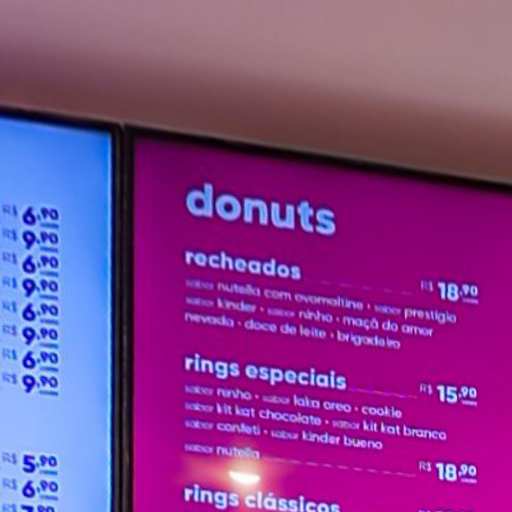 R$ 6,90
R$ 9,90
R$ 6,90
R$ 9,90
R$ 6,90
R$ 9,90
R$ 6,90
R$ 9,90
R$ 5,90
R$ 6,90
donuts
recheados R$ 18,90
sabor nutella com ovomaltine • sabor prestígio
sabor kinder • sabor ninho • maçã do amor
nevada • doce de leite • brigadeiro
rings especiais R$ 15,90
sabor ninho • sabor laka oreo • cookie
sabor kit kat chocolate • sabor kit kat branco
sabor confeti • sabor kinder bueno
sabor nutella R$ 18,90
rings clássicos